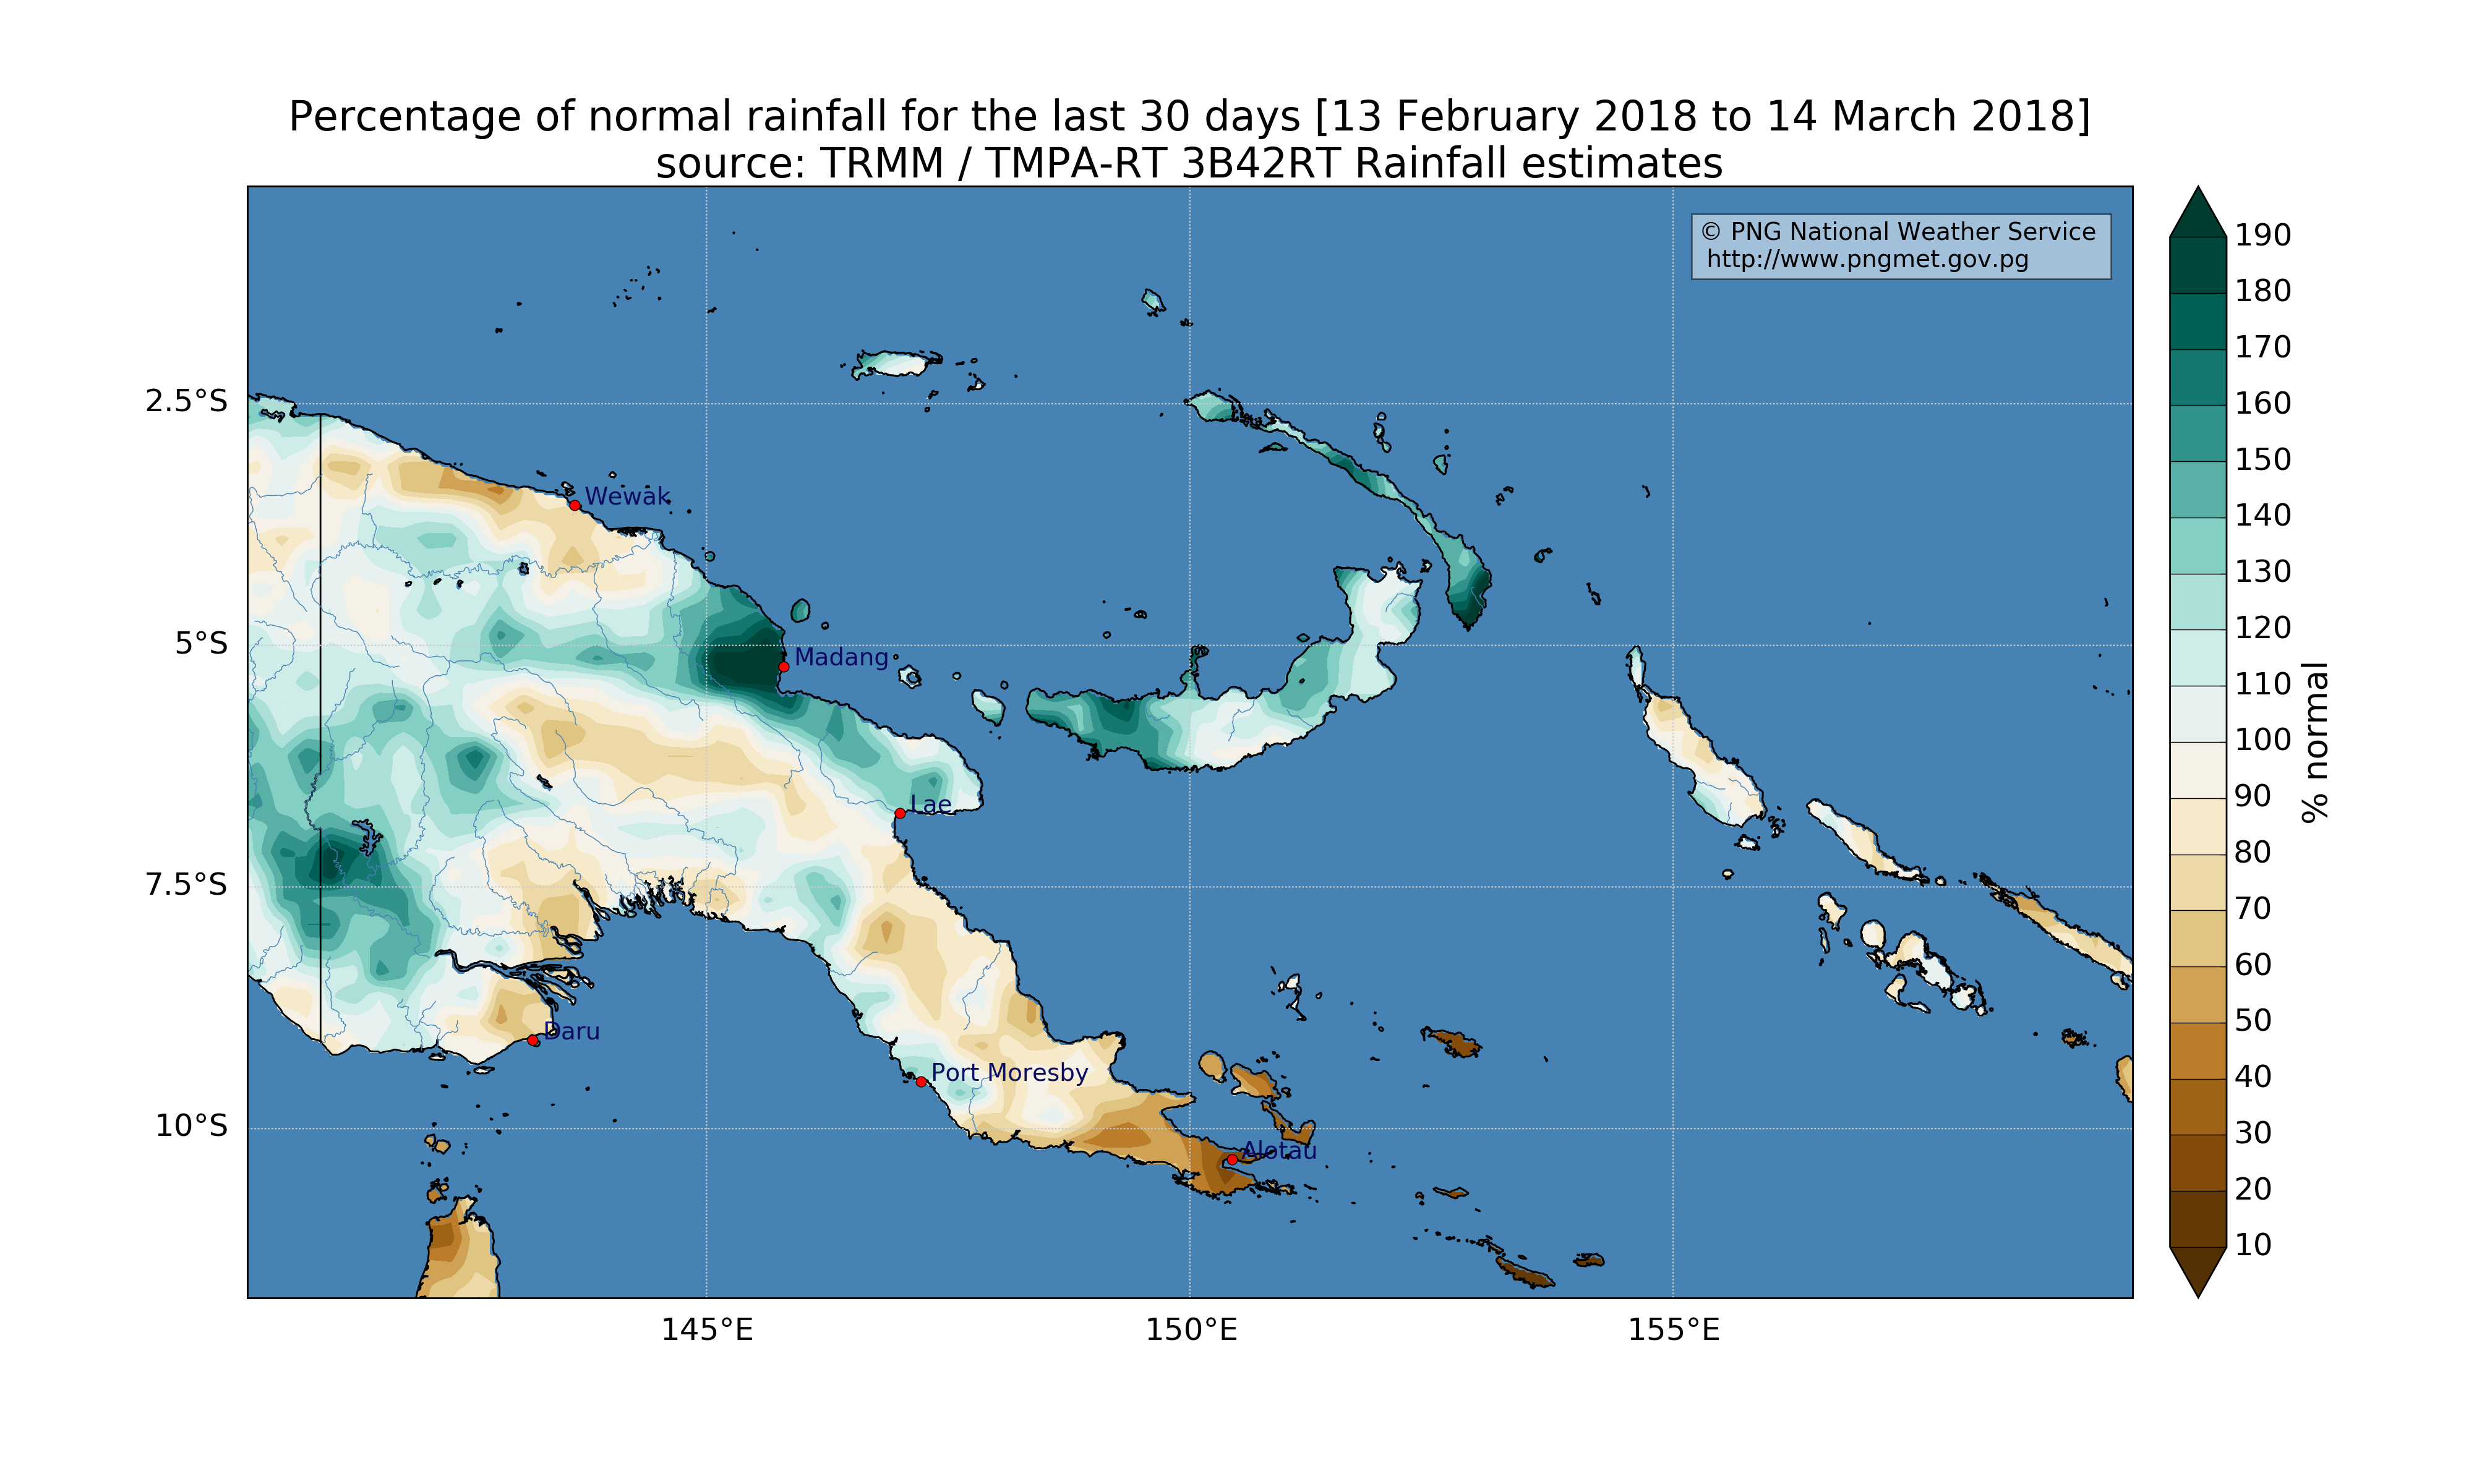 Percentage of normal rainfall for the last 30 days [13 February 2018 to 14 March 2018]
source: TRMM / TMPA-RT 3B42RT Rainfall estimates
© PNG National Weather Service
http://www.pngmet.gov.pg
2.5°S
5°S
7.5°S
10°S
Wewak
Madang
Lae
Daru
Port Moresby
Alotau
145°E
150°E
155°E
190
180
170
160
150
140
130
120
110
100
90
80
70
60
50
40
30
20
10
% normal